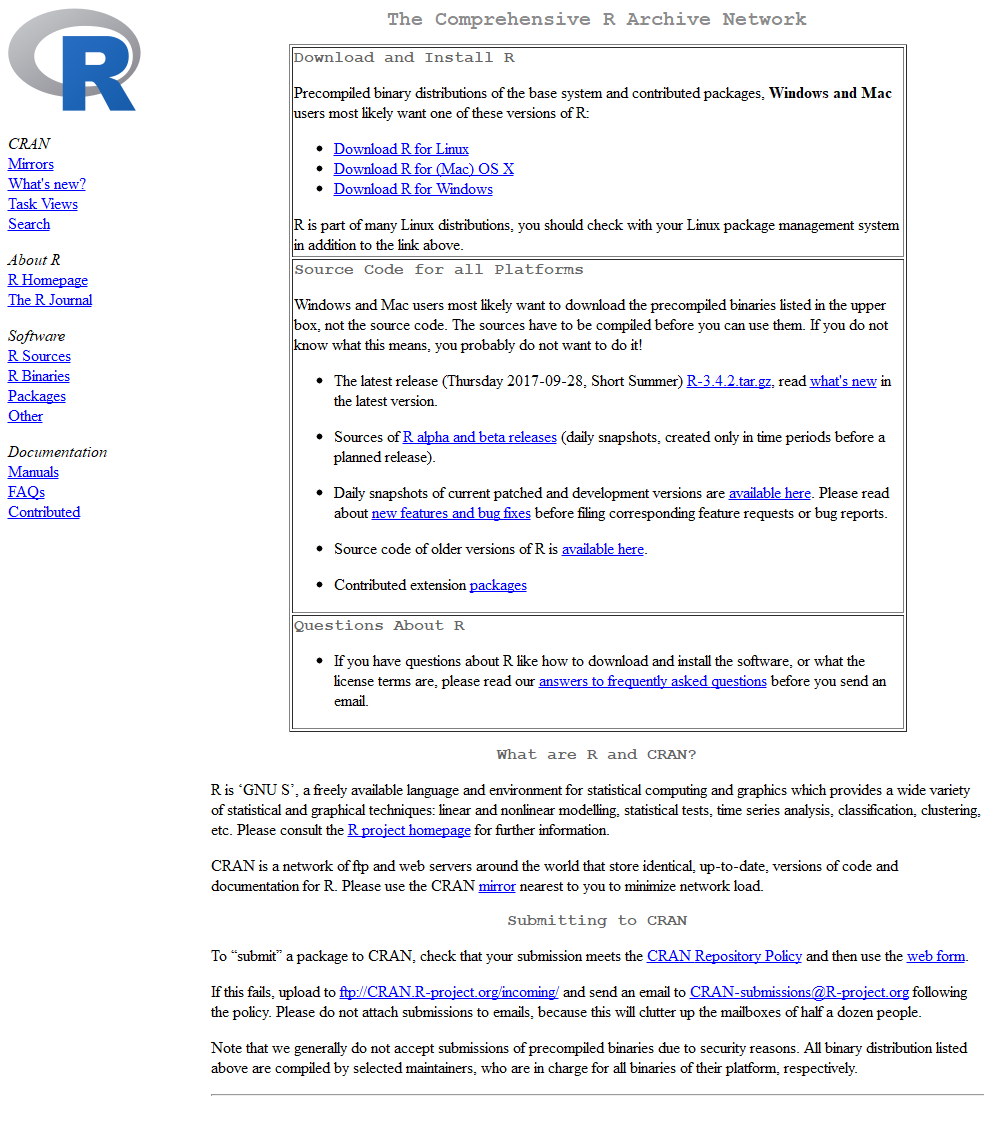 R
CRAN
Mirrors
What's new?
Task Views
Search
About R
R Homepage
The R Journal
Software
R Sources
R Binaries
Packages
Other
Documentation
Manuals
FAQs
Contributed
The Comprehensive R Archive Network
Download and Install R
Precompiled binary distributions of the base system and contributed packages, Windows and Mac
users most likely want one of these versions of R:
Download R for Linux
Download R for (Mac) OS X
Download R for Windows
R is part of many Linux distributions, you should check with your Linux package management system
in addition to the link above.
Source Code for all Platforms
Windows and Mac users most likely want to download the precompiled binaries listed in the upper
box, not the source code. The sources have to be compiled before you can use them. If you do not
know what this means, you probably do not want to do it!
The latest release (Thursday 2017-09-28, Short Summer) R-3.4.2.tar.gz, read what's new in
the latest version.
Sources of R alpha and beta releases (daily snapshots, created only in time periods before a
planned release).
Daily snapshots of current patched and development versions are available here. Please read
about new features and bug fixes before filing corresponding feature requests or bug reports.
Source code of older versions of R is available here.
Contributed extension packages
Questions About R
If you have questions about R like how to download and install the software, or what the
license terms are, please read our answers to frequently asked questions before you send an
email.
What are R and CRAN?
R is ‘GNU S’, a freely available language and environment for statistical computing and graphics which provides a wide variety
of statistical and graphical techniques: linear and nonlinear modelling, statistical tests, time series analysis, classification, clustering,
etc. Please consult the R project homepage for further information.
CRAN is a network of ftp and web servers around the world that store identical, up-to-date, versions of code and
documentation for R. Please use the CRAN mirror nearest to you to minimize network load.
Submitting to CRAN
To “submit” a package to CRAN, check that your submission meets the CRAN Repository Policy and then use the web form.
If this fails, upload to ftp://CRAN.R-project.org/incoming/ and send an email to CRAN-submissions@R-project.org following
the policy. Please do not attach submissions to emails, because this will clutter up the mailboxes of half a dozen people.
Note that we generally do not accept submissions of precompiled binaries due to security reasons. All binary distribution listed
above are compiled by selected maintainers, who are in charge for all binaries of their platform, respectively.